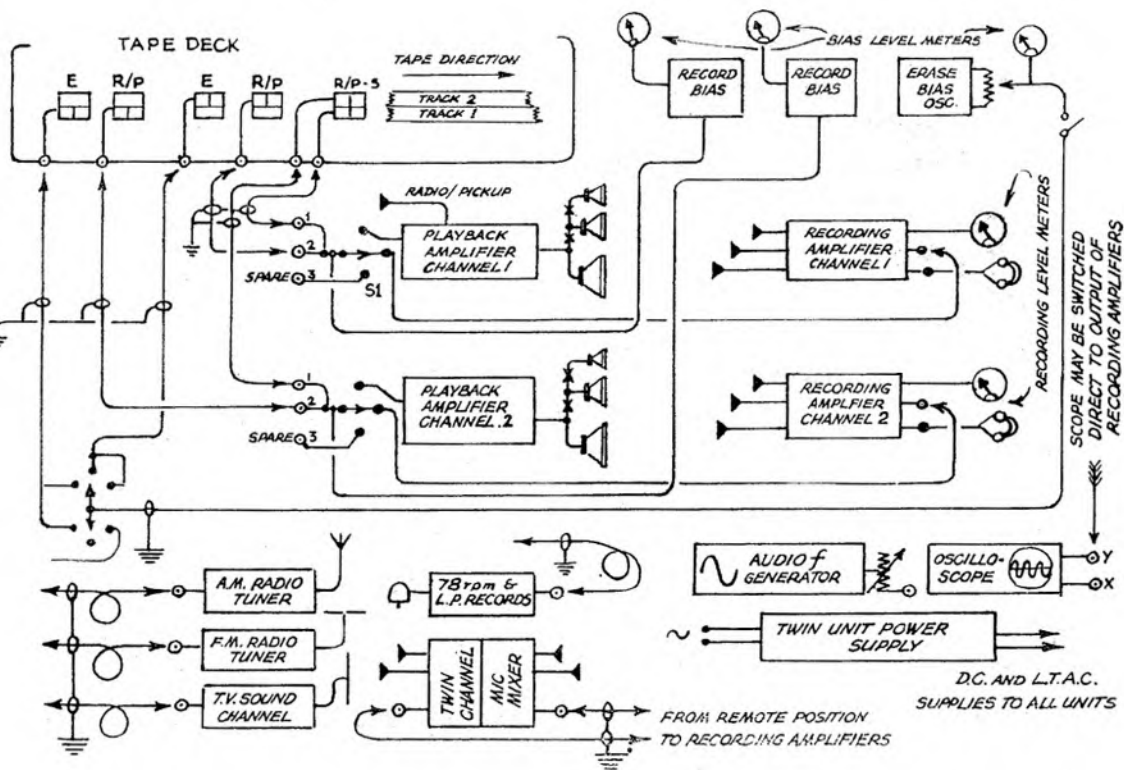 TAPE DECK
E
R/P
E
R/P
R/P-S
TAPE DIRECTION
TRACK 2
TRACK 1
BIAS LEVEL METERS
RECORD
BIAS
RECORD
BIAS
ERASE
BIAS
OSC.
RADIO/PICKUP
1
2
SPARE 3
S1
PLAYBACK
AMPLIFIER
CHANNEL 1
RECORDING
AMPLIFIER
CHANNEL 1
RECORDING LEVEL METERS
SCOPE MAY BE SWITCHED
DIRECT TO OUTPUT OF
RECORDING AMPLIFIERS
1
2
SPARE 3
PLAYBACK
AMPLIFIER
CHANNEL.2
RECORDING
AMPLFIER
CHANNEL 2
A.M. RADIO
TUNER
F.M. RADIO
TUNER
T.V. SOUND
CHANNEL
78 rpm &
L.P. RECORDS
TWIN
CHANNEL
MIC
MIXER
FROM REMOTE POSITION
TO RECORDING AMPLIFIERS
AUDIO f
GENERATOR
OSCILLO-
SCOPE
Y
X
~
TWIN UNIT POWER
SUPPLY
D.C. AND L.T.A.C.
SUPPLIES TO ALL UNITS